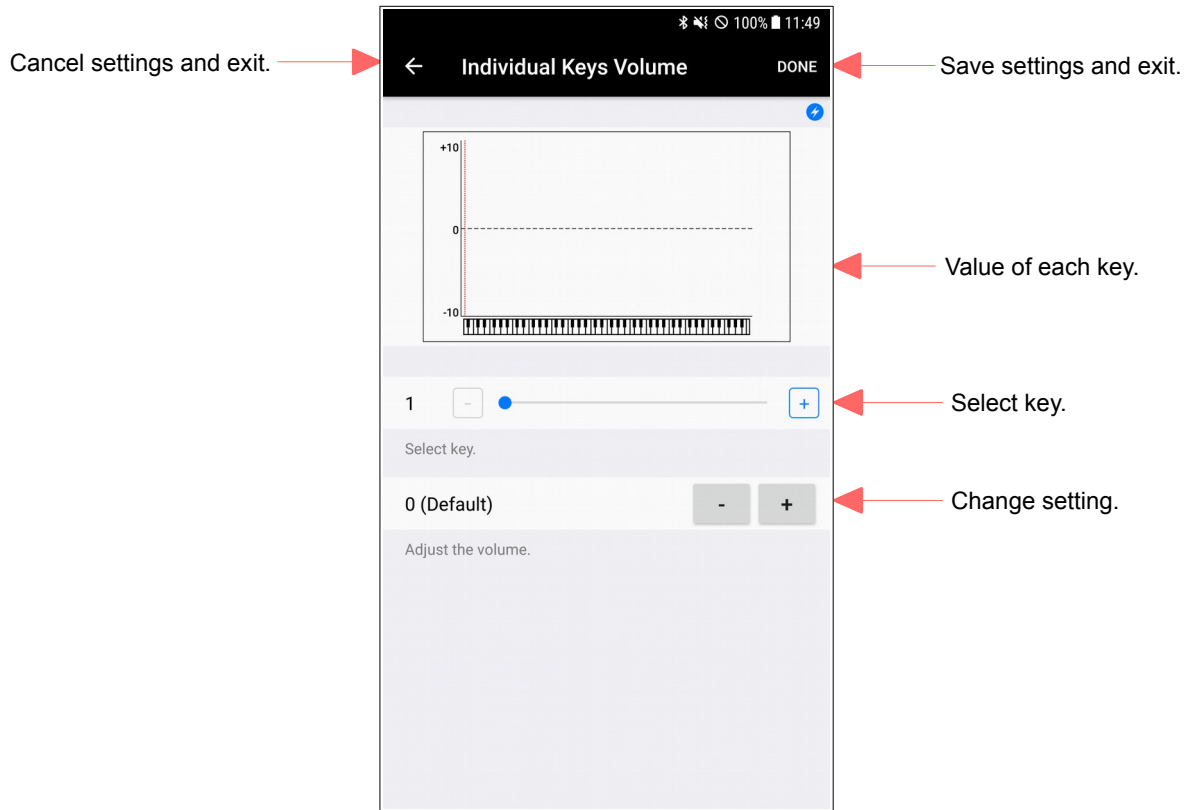 100% 11:49
Cancel settings and exit.
Individual Keys Volume
DONE
Save settings and exit.
+10
0
-10
Value of each key.
1 - +
Select key.
Select key.
0 (Default) - +
Change setting.
Adjust the volume.